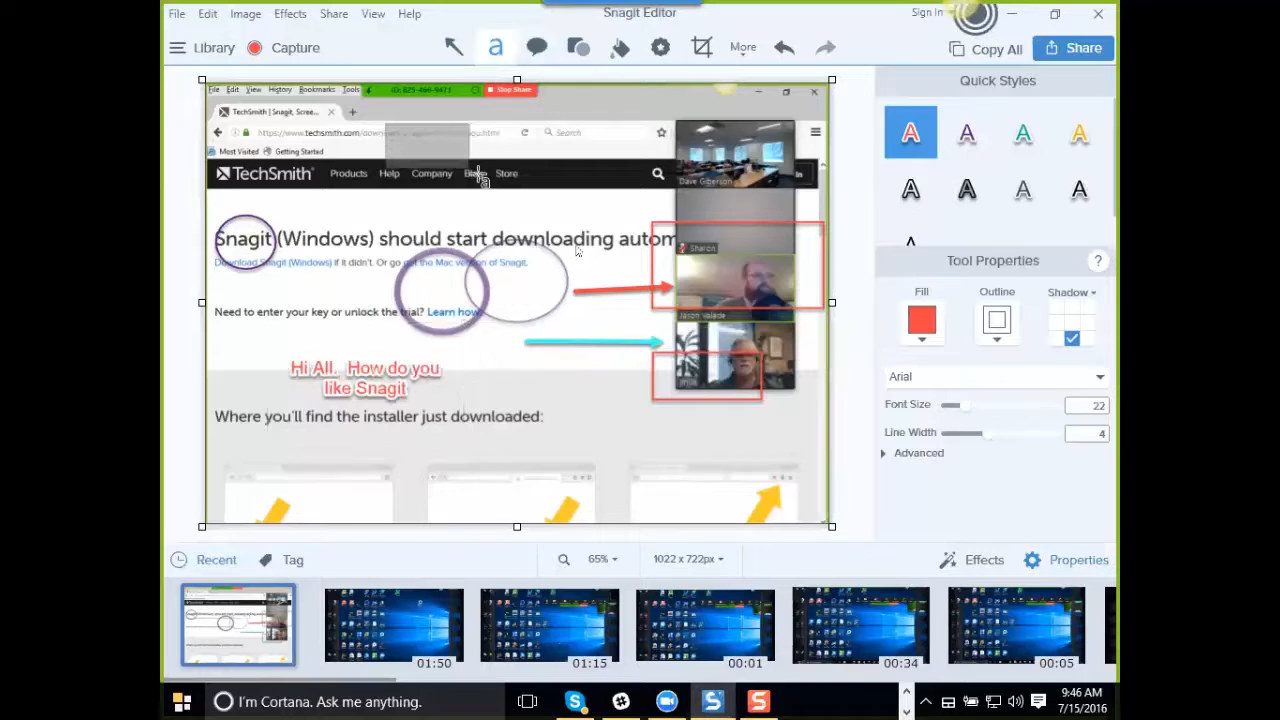 File Edit Image Effects Share View Help
Snagit Editor
Sign In
Library Capture
a
More
Copy All
Share
File Edit View History Bookmarks Tools
Stop Share
TechSmith | Snagit, Scree...
Search
Most Visited Getting Started
TechSmith
Products Help Company Store
Dave Giberson
Snagit (Windows) should start downloading autom
Sharon
Download Snagit (Windows) if it didn't. Or go get the Mac version of Snagit.
Need to enter your key or unlock the trial? Learn how.
Jason Valade
Hi All. How do you
like Snagit
Where you'll find the installer just downloaded:
Quick Styles
A A A A
A A A A
Tool Properties
?
Fill Outline Shadow
Arial
Font Size 22
Line Width 4
Advanced
Recent Tag
65%
1022 x 722px
Effects Properties
01:50 01:15 00:01 00:34 00:05
I'm Cortana. Ask me anything.
9:46 AM
7/15/2016